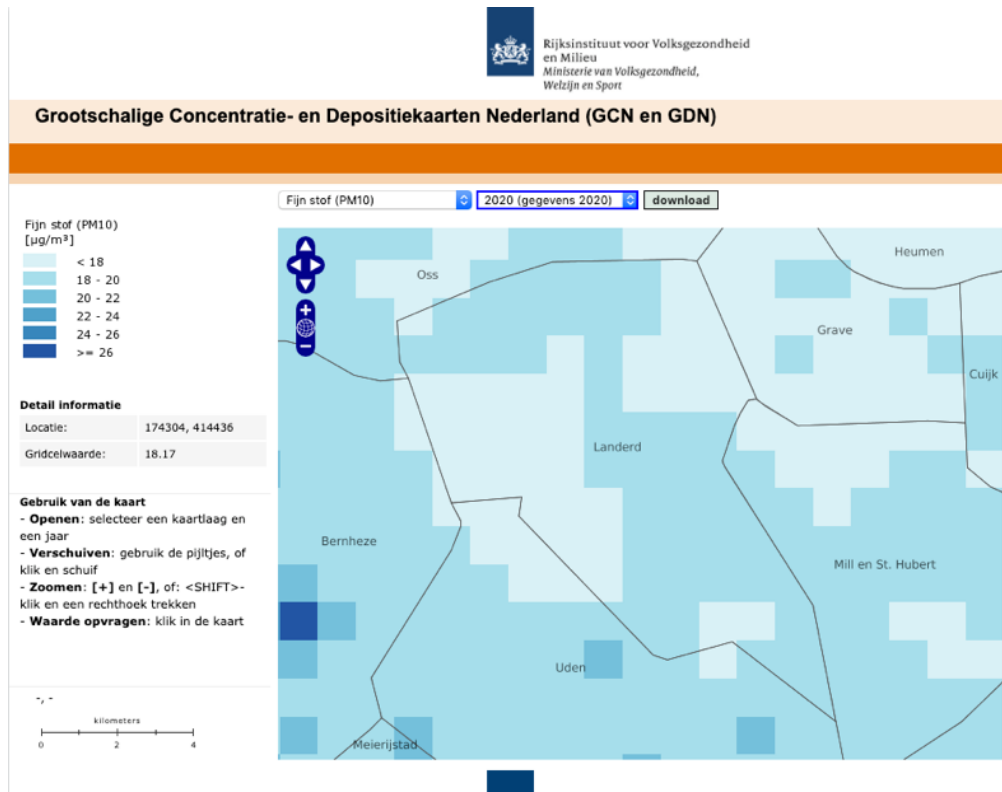 Rijksinstituut voor Volksgezondheid
en Milieu
Ministerie van Volksgezondheid,
Welzijn en Sport
Grootschalige Concentratie- en Depositiekaarten Nederland (GCN en GDN)
Fijn stof (PM10)
2020 (gegevens 2020)
download
Fijn stof (PM10)
[µg/m³]
< 18
18 - 20
20 - 22
22 - 24
24 - 26
>= 26
Detail informatie
Locatie: 174304, 414436
Gridcelwaarde: 18.17
Gebruik van de kaart
- Openen: selecteer een kaartlaag en
een jaar
- Verschuiven: gebruik de pijltjes, of
klik en schuif
- Zoomen: [+] en [-], of: <SHIFT>-
klik en een rechthoek trekken
- Waarde opvragen: klik in de kaart
-, -
kilometers
0 2 4
Oss
Heumen
Grave
Cuijk
Landerd
Bernheze
Mill en St. Hubert
Uden
Meierijstad